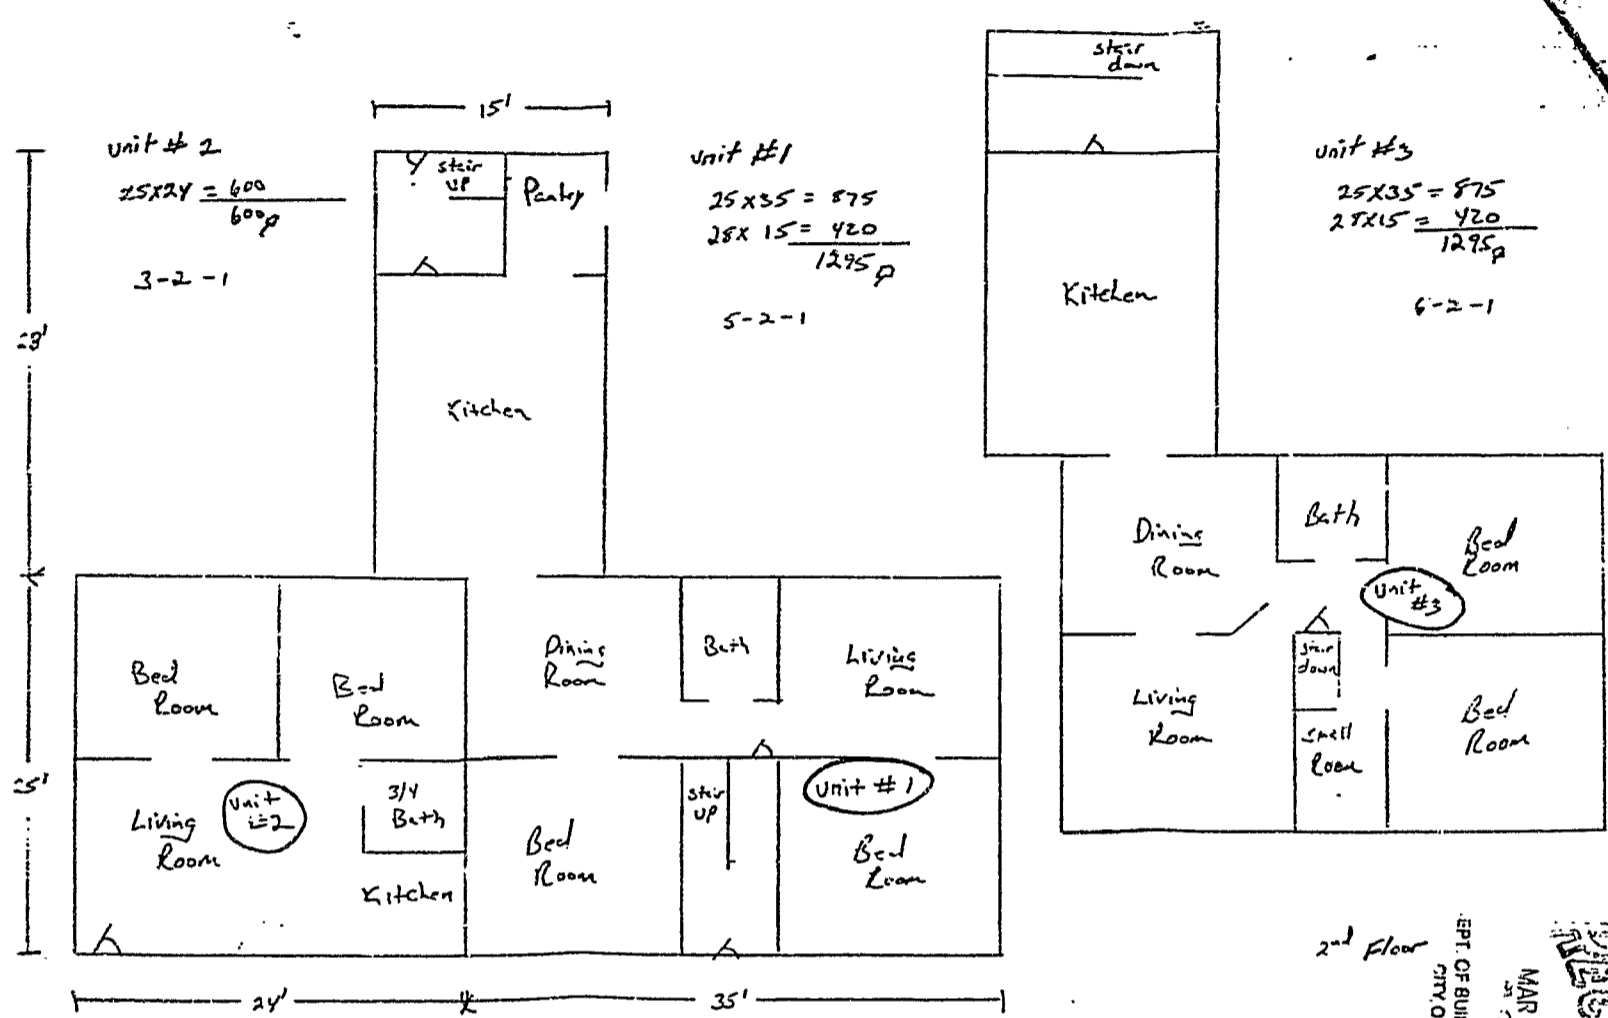 15'
unit # 2
25x24 = 600
600
3-2-1
unit #1
25x35 = 875
28x 15 = 420
1295
5-2-1
unit #3
25x35 = 875
28x15 = 420
1295
6-2-1
stair
down
stair
up
Pantry
Kitchen
Kitchen
Dining
Room
Bath
Bed
Room
unit
#3
stair
down
Living
Room
small
Room
Bed
Room
Bed
Room
Bed
Room
Dining
Room
Bath
Living
Room
25'
Living
Room
unit
#2
3/4
Bath
Kitchen
Bed
Room
stair
up
unit # 1
Bed
Room
24'
35'
2nd Floor
MAR